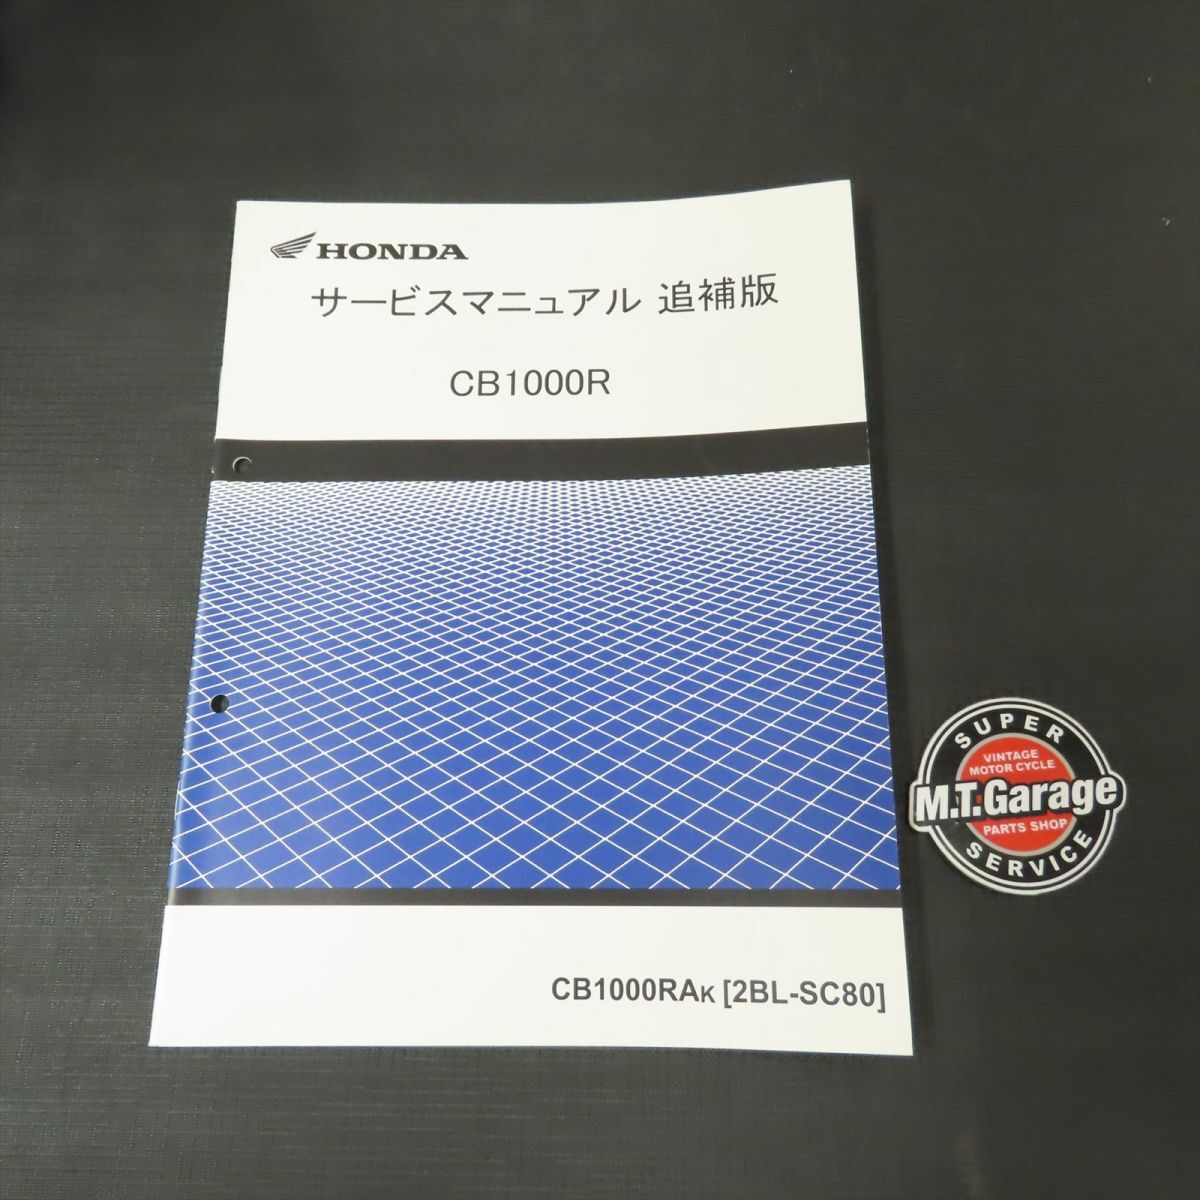 HONDA
サービスマニュアル 追補版
CB1000R
CB1000RAK [2BL-SC80]
SUPER
VINTAGE
MOTOR CYCLE
M.T.Garage
PARTS SHOP
SERVICE